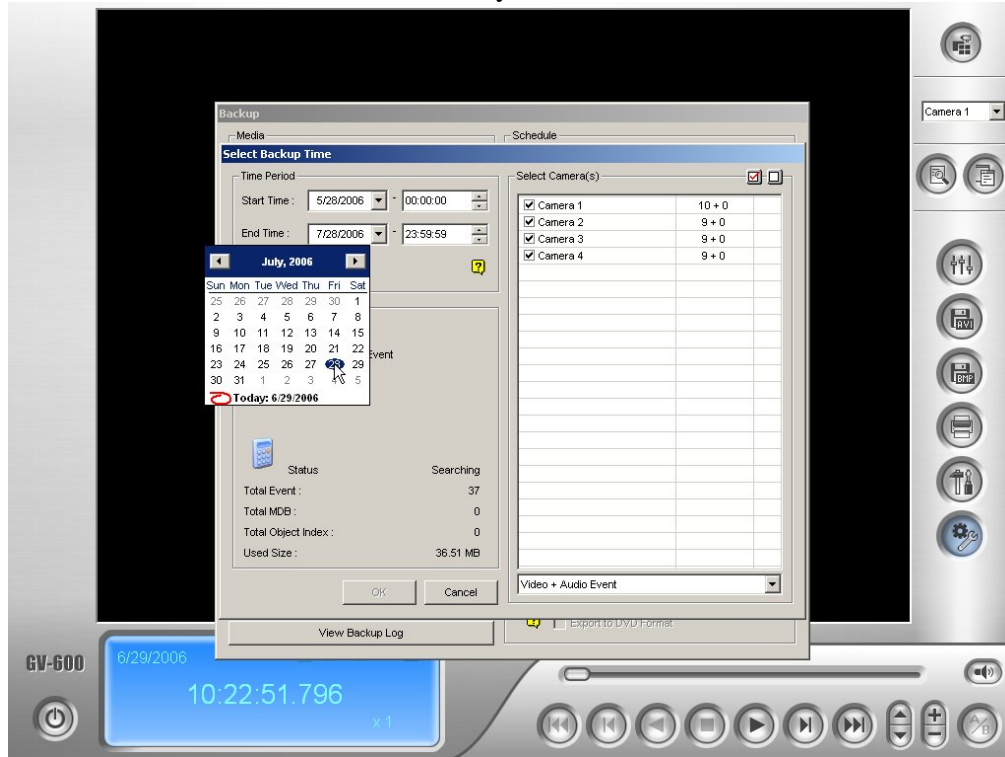 Camera 1
Backup
Media
Schedule
Select Backup Time
Time Period
Select Camera(s)
Start Time : 5/28/2006 - 00:00:00
End Time : 7/28/2006 - 23:59:59
Camera 1 10 + 0
Camera 2 9 + 0
Camera 3 9 + 0
Camera 4 9 + 0
July, 2006
Sun Mon Tue Wed Thu Fri Sat
25 26 27 28 29 30 1
2 3 4 5 6 7 8
9 10 11 12 13 14 15
16 17 18 19 20 21 22
23 24 25 26 27 28 29
30 31 1 2 3 4 5
Today: 6/29/2006
Event
Status Searching
Total Event : 37
Total MDB : 0
Total Object Index : 0
Used Size : 36.51 MB
OK Cancel
Video + Audio Event
View Backup Log
Export to DVD Format
AVI
BMP
GV-600
6/29/2006
10:22:51.796
x 1
A/B